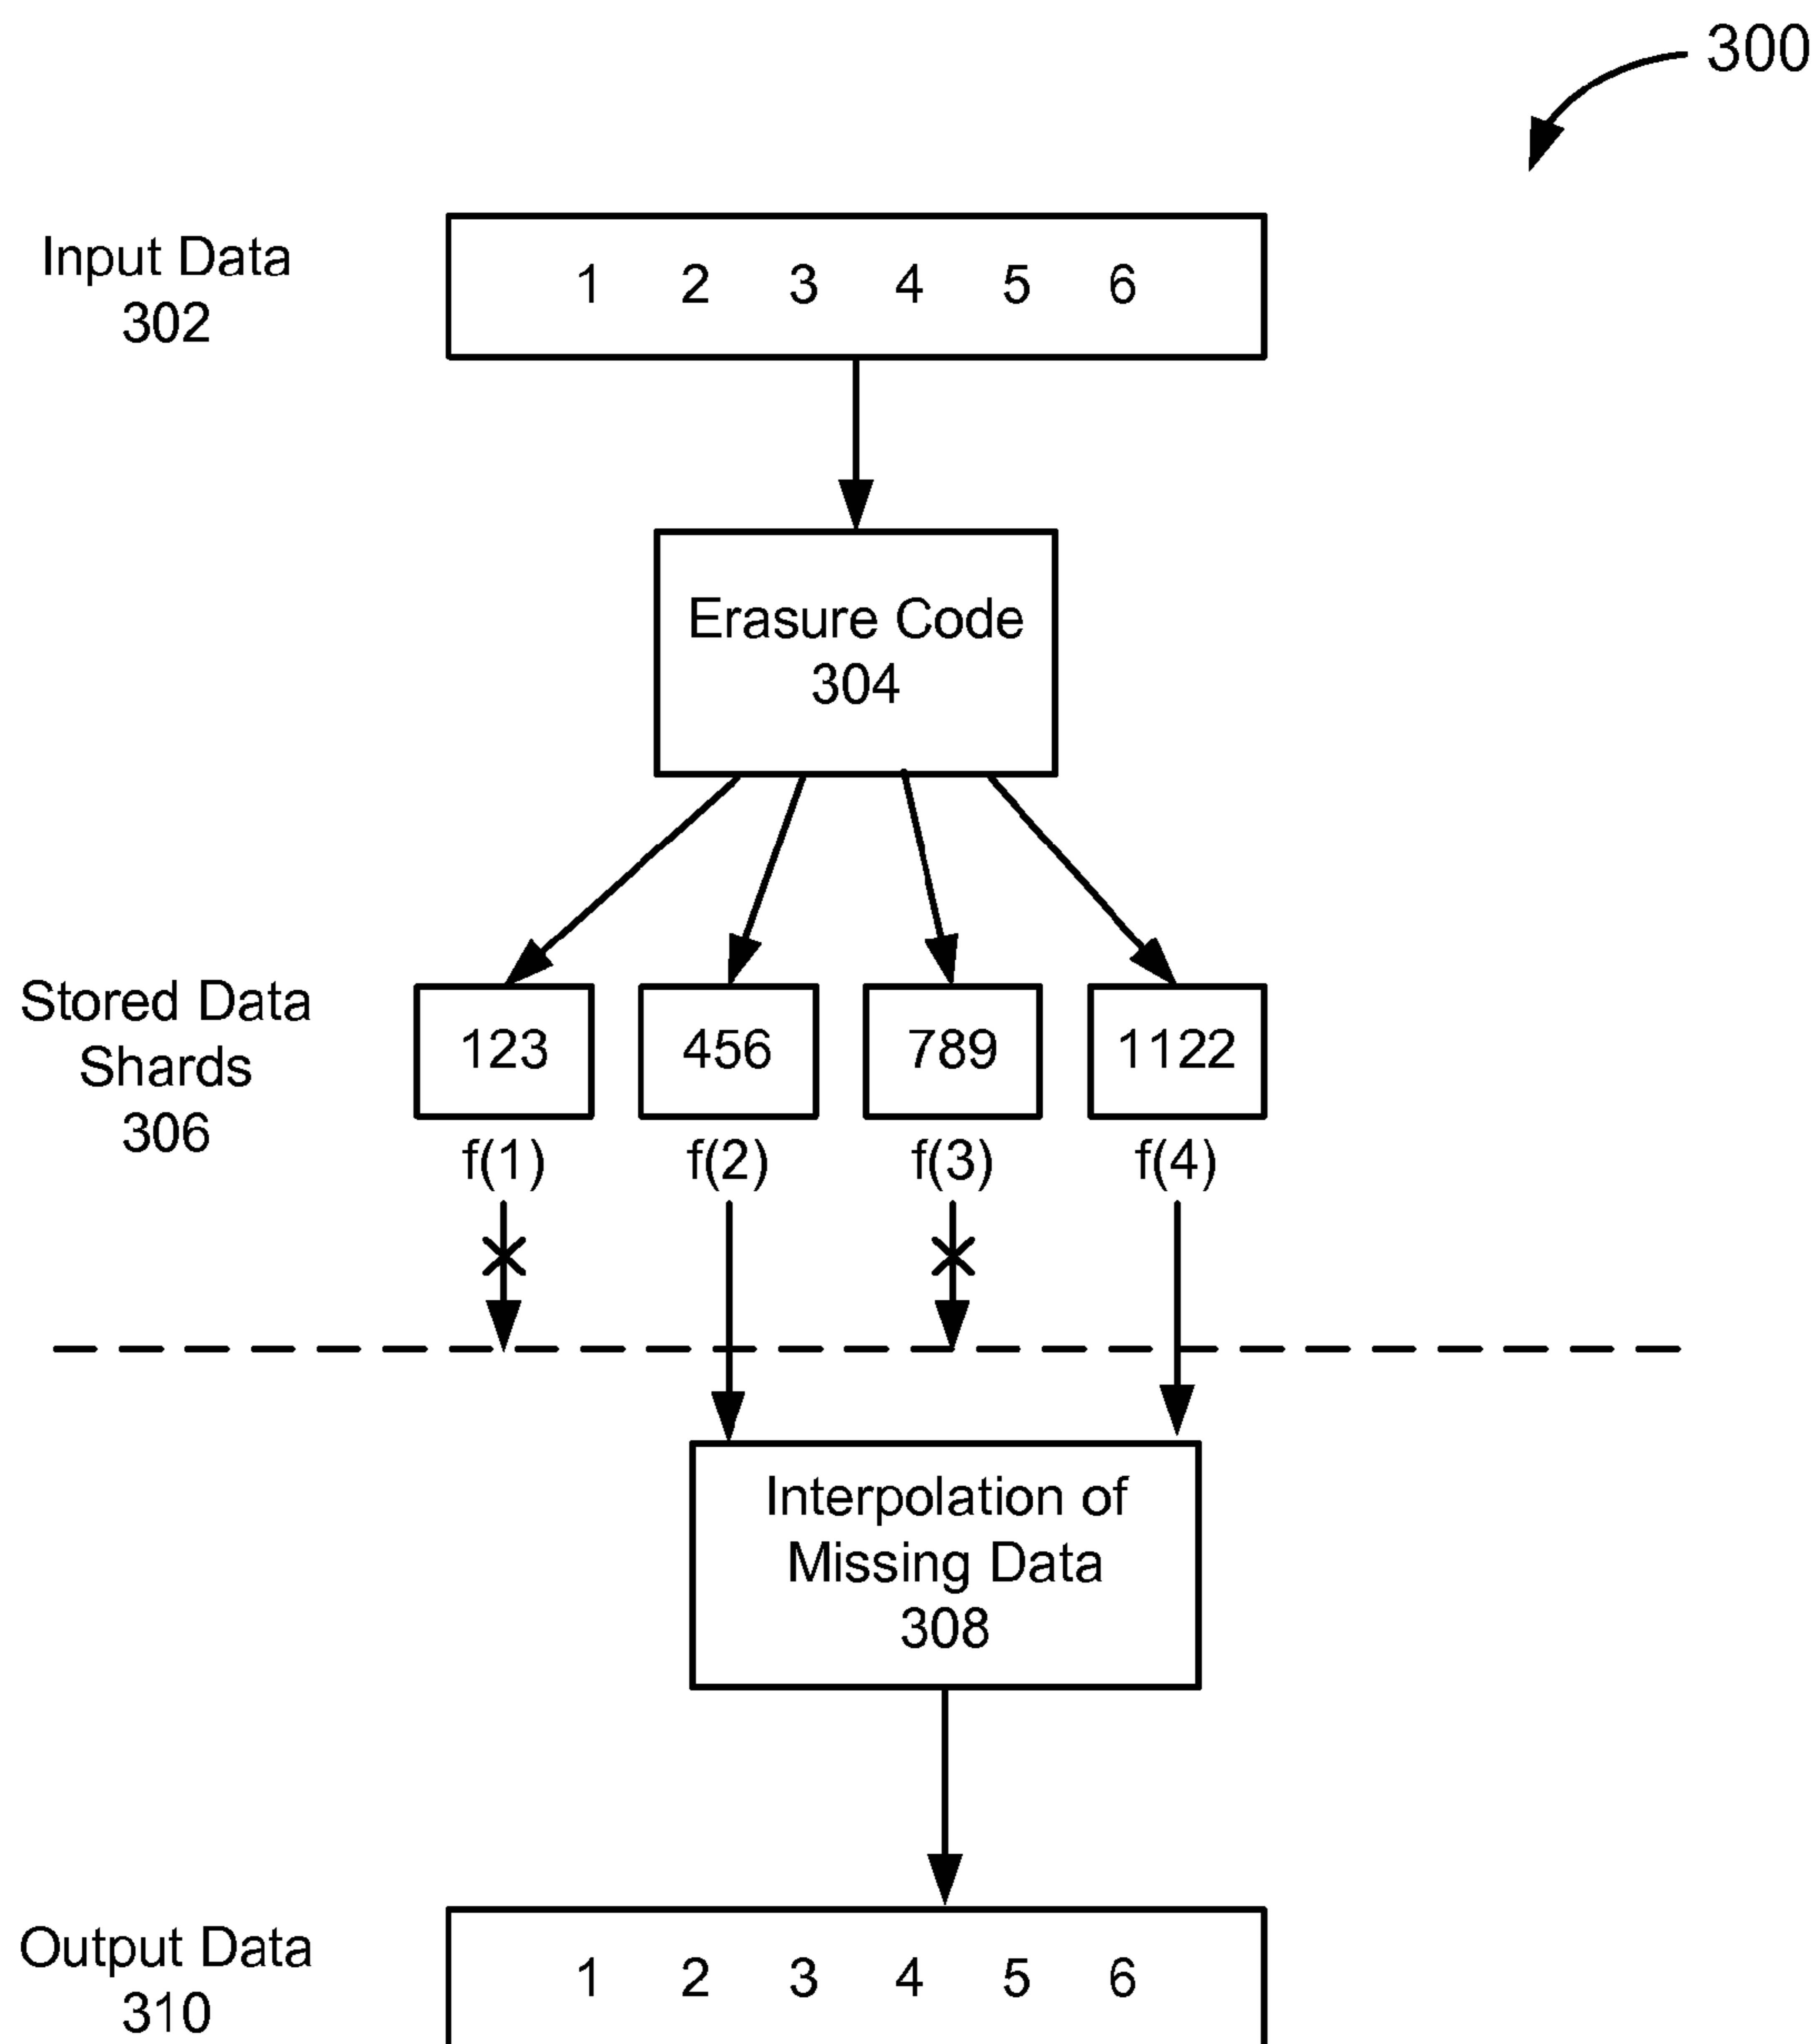 300
Input Data
302
1 2 3 4 5 6
Erasure Code
304
Stored Data
Shards
306
123 456 789 1122
f(1) f(2) f(3) f(4)
Interpolation of
Missing Data
308
Output Data
310
1 2 3 4 5 6